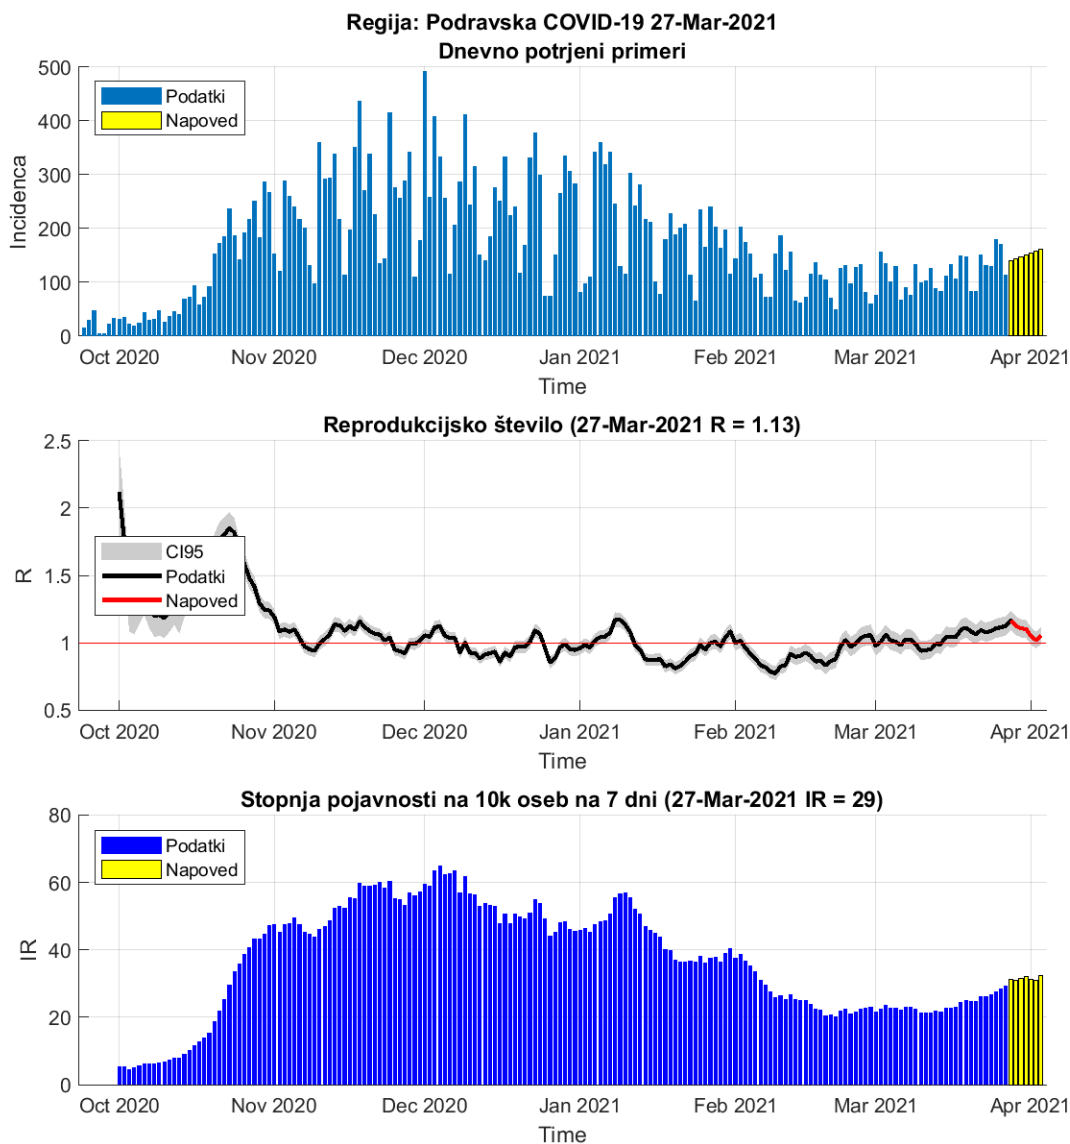 Regija: Podravska COVID-19 27-Mar-2021
Dnevno potrjeni primeri
500
400
300
200
100
0
Incidenca
Podatki
Napoved
Oct 2020 Nov 2020 Dec 2020 Jan 2021 Feb 2021 Mar 2021 Apr 2021
Time
Reprodukcijsko število (27-Mar-2021 R = 1.13)
2.5
2
1.5
1
0.5
R
CI95
Podatki
Napoved
Oct 2020 Nov 2020 Dec 2020 Jan 2021 Feb 2021 Mar 2021 Apr 2021
Time
Stopnja pojavnosti na 10k oseb na 7 dni (27-Mar-2021 IR = 29)
80
60
40
20
0
IR
Podatki
Napoved
Oct 2020 Nov 2020 Dec 2020 Jan 2021 Feb 2021 Mar 2021 Apr 2021
Time